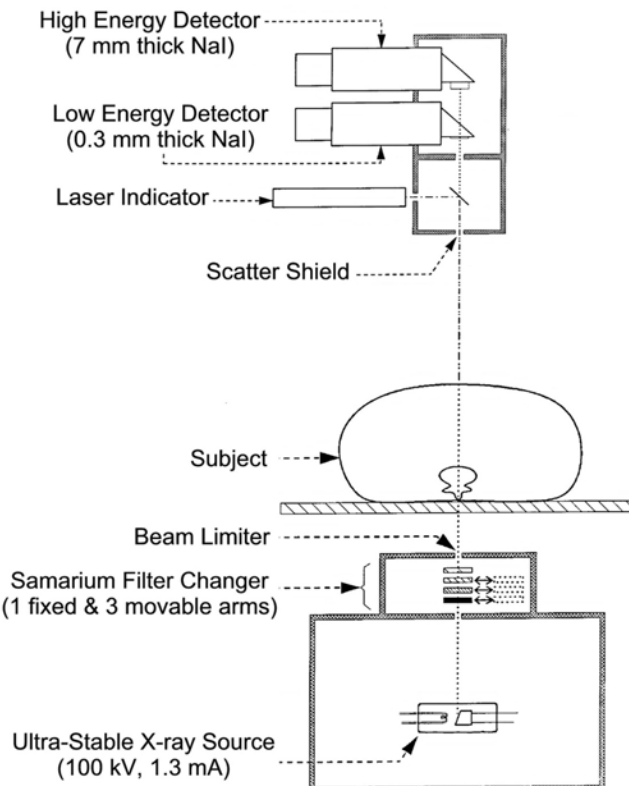 High Energy Detector
(7 mm thick NaI)
Low Energy Detector
(0.3 mm thick NaI)
Laser Indicator
Scatter Shield
Subject
Beam Limiter
Samarium Filter Changer
(1 fixed & 3 movable arms)
Ultra-Stable X-ray Source
(100 kV, 1.3 mA)